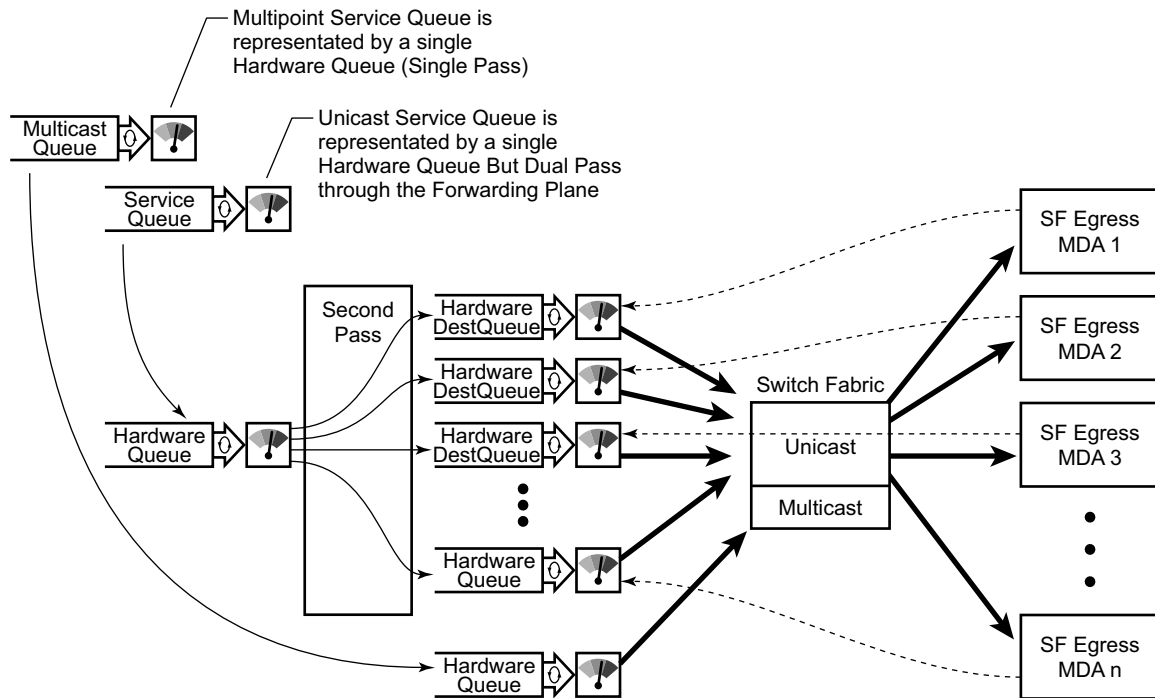 Multipoint Service Queue is
representated by a single
Hardware Queue (Single Pass)
Multicast
Queue
Unicast Service Queue is
representated by a single
Hardware Queue But Dual Pass
through the Forwarding Plane
Service
Queue
SF Egress
MDA 1
Second
Pass
Hardware
DestQueue
SF Egress
MDA 2
Hardware
DestQueue
Switch Fabric
Hardware
Queue
Hardware
DestQueue
Unicast
SF Egress
MDA 3
Multicast
Hardware
Queue
SF Egress
MDA n
Hardware
Queue